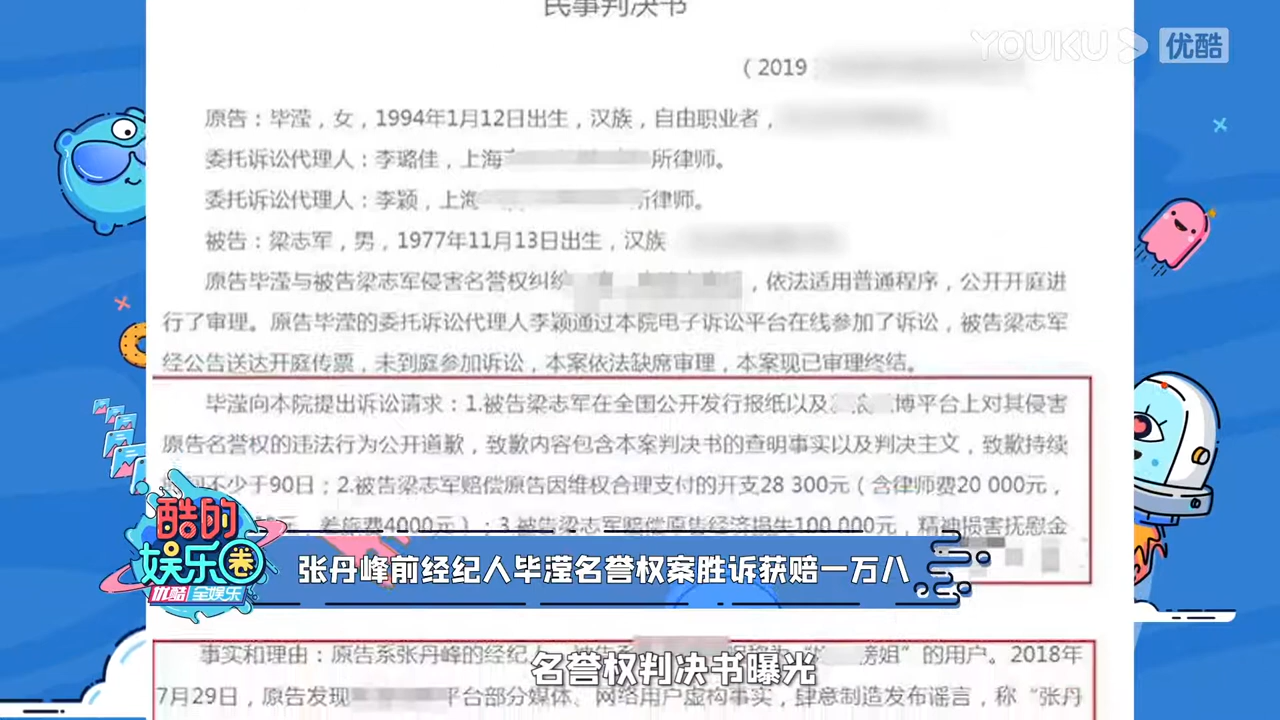 民事判决书
YOUKU 优酷
（2019
原告：毕滢，女，1994年1月12日出生，汉族，自由职业者，
委托诉讼代理人：李璐佳，上海 所律师。
委托诉讼代理人：李颖，上海 所律师。
被告：梁志军，男，1977年11月13日出生，汉族
原告毕滢与被告梁志军侵害名誉权纠纷 ，依法适用普通程序，公开开庭进
行了审理。原告毕滢的委托诉讼代理人李颖通过本院电子诉讼平台在线参加了诉讼，被告梁志军
经公告送达开庭传票，未到庭参加诉讼，本案依法缺席审理，本案现已审理终结。
毕滢向本院提出诉讼请求：1.被告梁志军在全国公开发行报纸以及 博平台上对其侵害
原告名誉权的违法行为公开道歉，致歉内容包含本案判决书的查明事实以及判决主义，致歉持续
不少于90日；2.被告梁志军赔偿原告因维权合理支付的开支28 300元（含律师费20 000元，
元，差旅费4000元）；3.被告梁志军赔偿原告经济损失100 000元，精神损害抚慰金
酷的
娱乐圈
优酷全娱乐
张丹峰前经纪人毕滢名誉权案胜诉获赔一万八
事实和理由：原告系张丹峰的经纪 姐”的用户。2018年
名誉权判决书曝光
7月29日，原告发现 平台部分媒体、网络用户虚构事实，肆意制造发布谣言，称“张丹